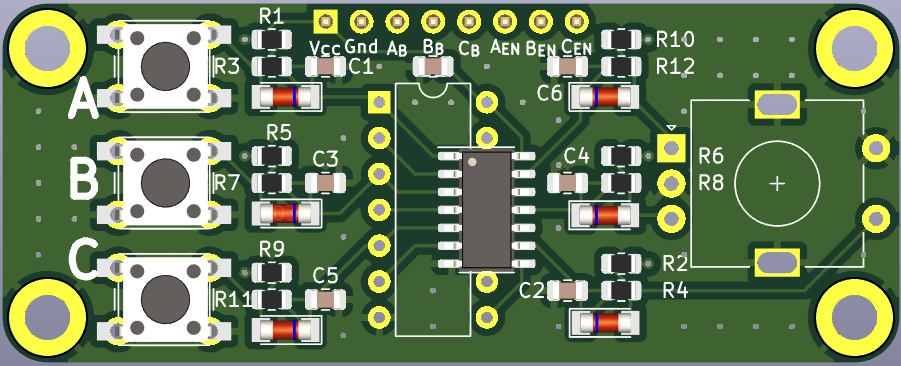 R1
Vcc Gnd AB BB CB AEN BEN CEN
R10
R3
C1
R12
A
C6
R5
C3
C4
R6
B
R7
R8
C
R9
R2
R11
C5
C2
R4